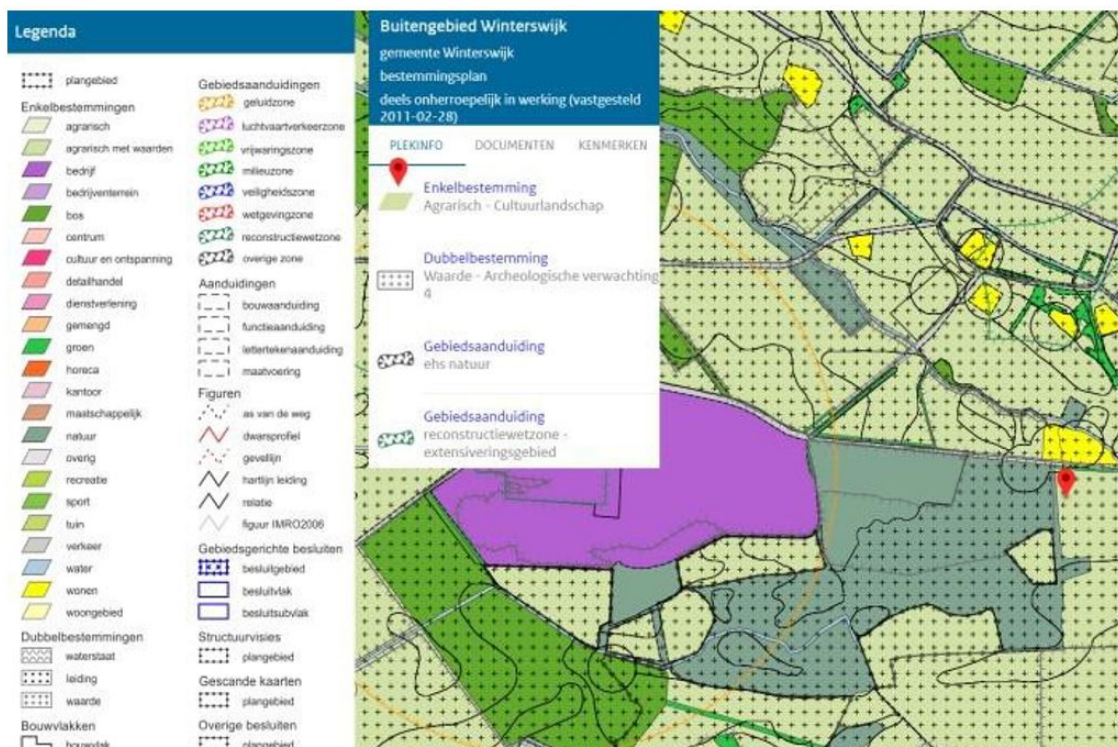 Legenda
plangebied
Enkelbestemmingen
agrarisch
agrarisch met waarden
bedrijf
bedrijventerrein
bos
centrum
cultuur en ontspanning
detailhandel
dienstverlening
gemengd
groen
horeca
kantoor
maatschappelijk
natuur
overig
recreatie
sport
tuin
verkeer
water
wonen
woongebied
Dubbelbestemmingen
waterstaat
leiding
waarde
Bouwvlakken
bouwvlak
Gebiedsaanduidingen
geluidzone
luchtvaartverkeerzone
vrijwaringszone
milieuzone
veiligheidszone
wetgevingzone
reconstructiewetzone
overige zone
Aanduidingen
bouwaanduiding
functieaanduiding
lettertekenaanduiding
maatvoering
Figuren
as van de weg
dwarsprofiel
gevellijn
hartlijn leiding
relatie
figuur IMRO2006
Gebiedsgerichte besluiten
besluitgebied
besluitvlak
besluitsubvlak
Structuurvisies
plangebied
Gescande kaarten
plangebied
Overige besluiten
plangebied
Buitengebied Winterswijk
gemeente Winterswijk
bestemmingsplan
deels onherroepelijk in werking (vastgesteld
2011-02-28)
PLEKINFO DOCUMENTEN KENMERKEN
Enkelbestemming
Agrarisch - Cultuurlandschap
Dubbelbestemming
Waarde - Archeologische verwachting
4
Gebiedsaanduiding
ehs natuur
Gebiedsaanduiding
reconstructiewetzone -
extensiveringsgebied